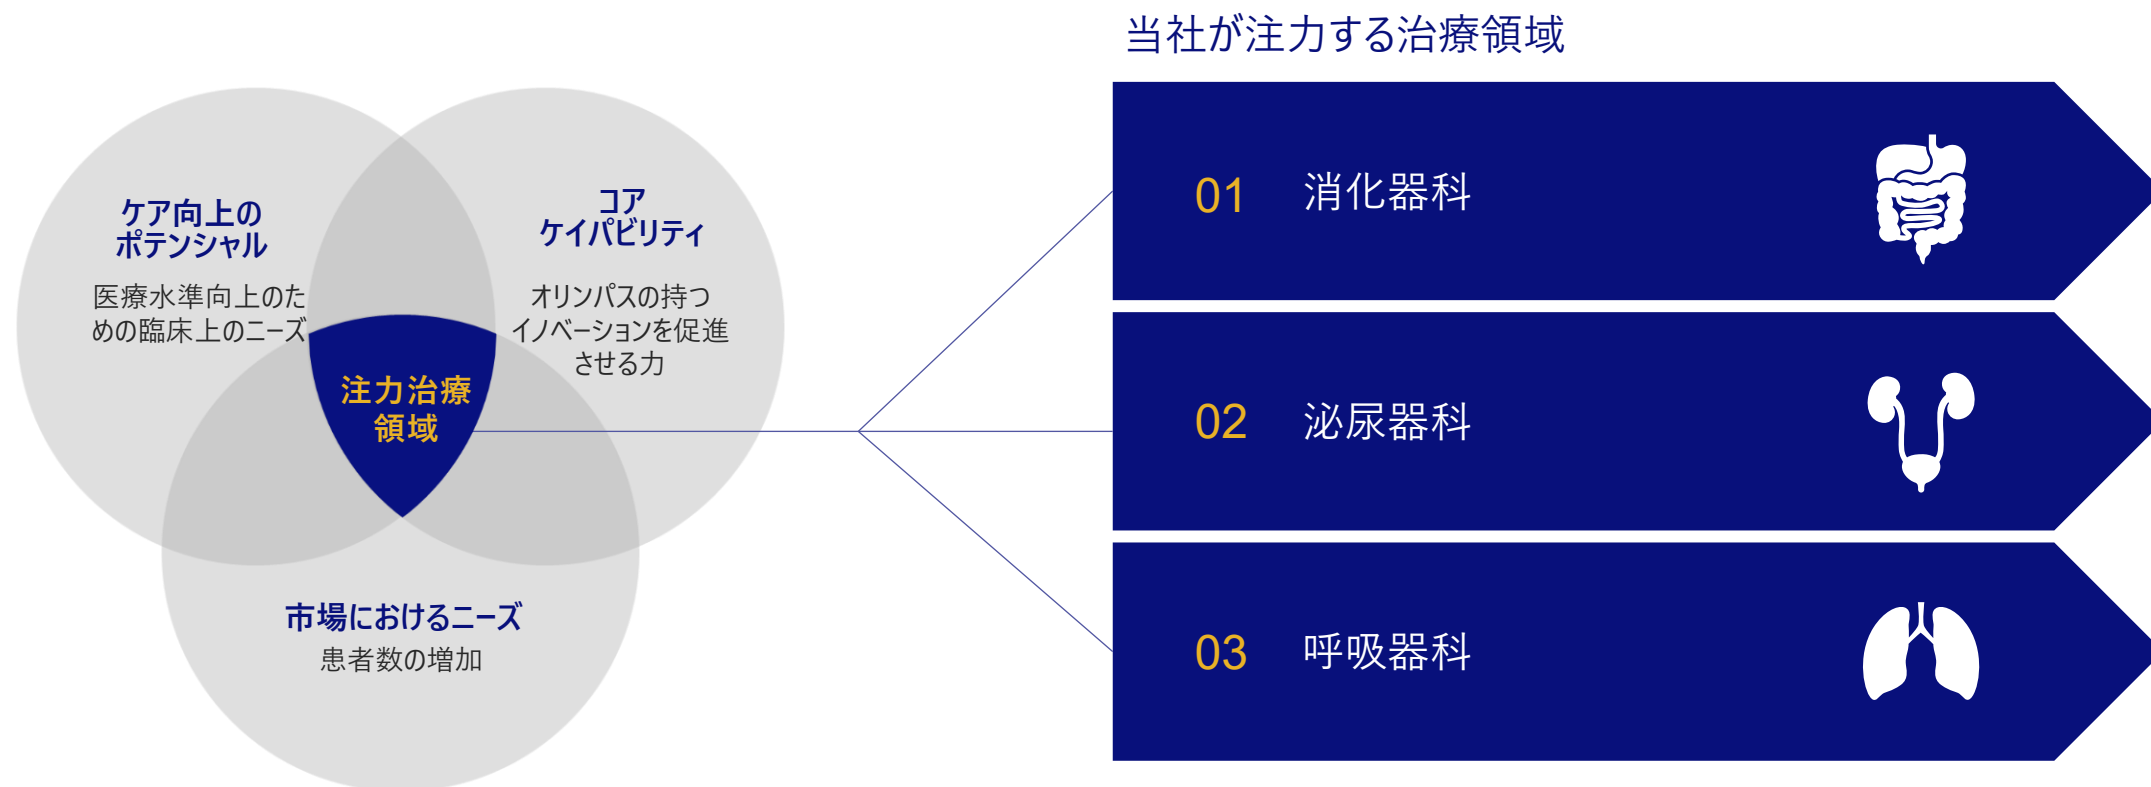 当社が注力する治療領域
ケア向上の
ポテンシャル
医療水準向上のた
めの臨床上のニーズ
コア
ケイパビリティ
オリンパスの持つ
イノベーションを促進
させる力
注力治療
領域
市場におけるニーズ
患者数の増加
01 消化器科
02 泌尿器科
03 呼吸器科